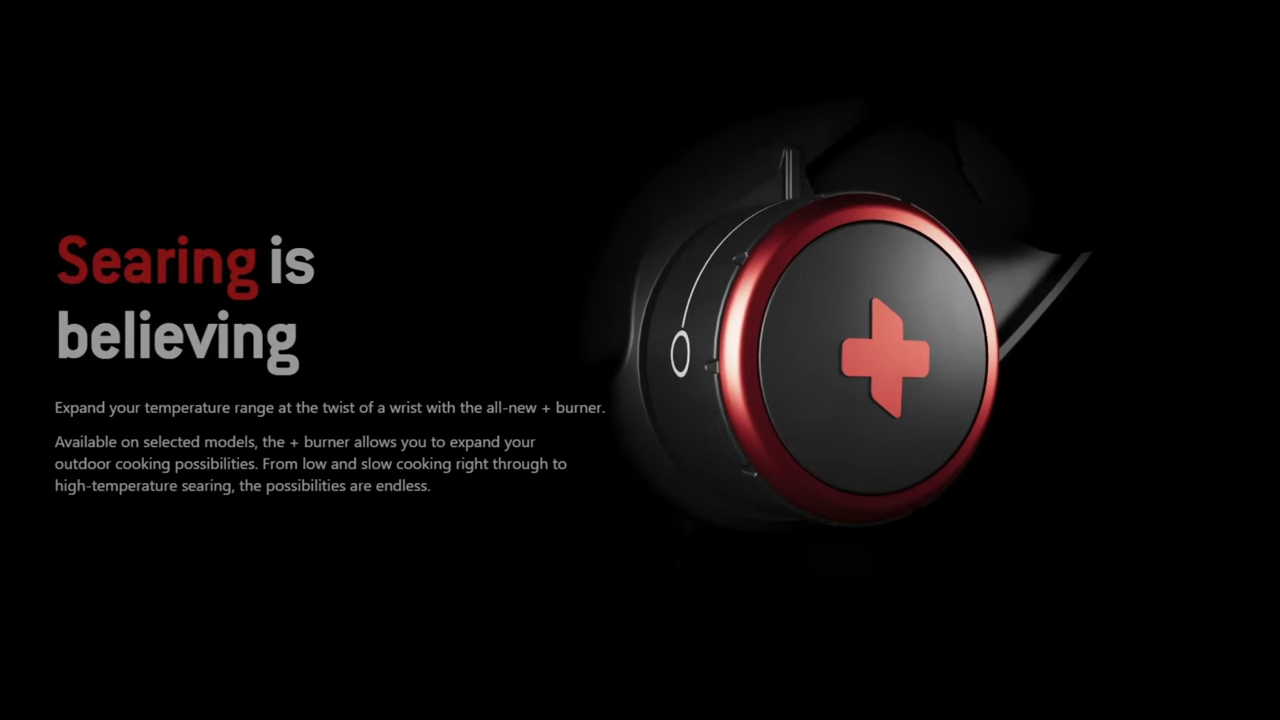 Searing is
believing
Expand your temperature range at the twist of a wrist with the all-new + burner.
Available on selected models, the + burner allows you to expand your
outdoor cooking possibilities. From low and slow cooking right through to
high-temperature searing, the possibilities are endless.